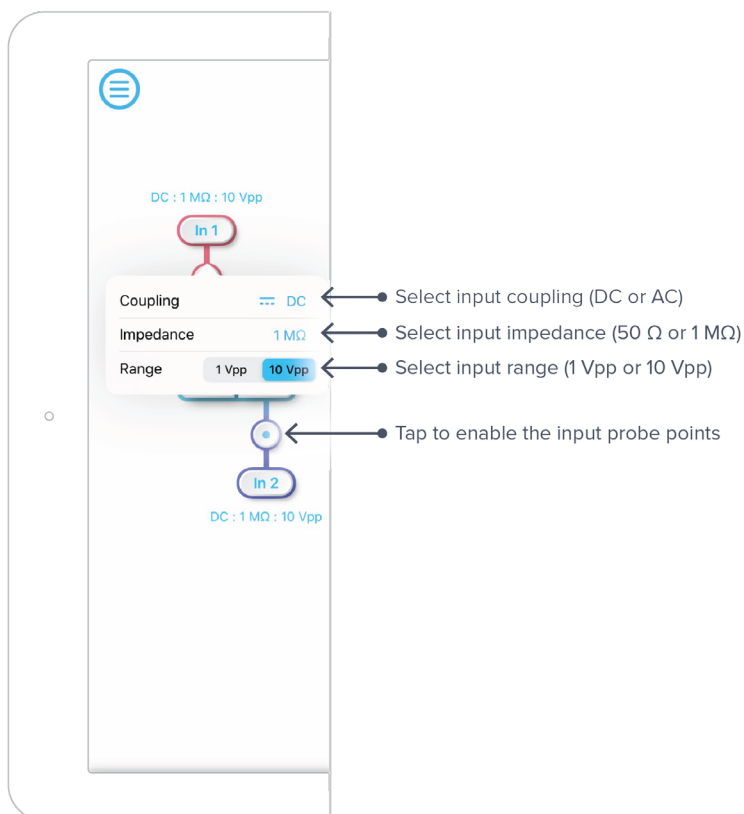 DC : 1 MΩ : 10 Vpp
In 1
Coupling DC
Select input coupling (DC or AC)
Impedance 1 MΩ
Select input impedance (50 Ω or 1 MΩ)
Range 1 Vpp 10 Vpp
Select input range (1 Vpp or 10 Vpp)
Tap to enable the input probe points
In 2
DC : 1 MΩ : 10 Vpp